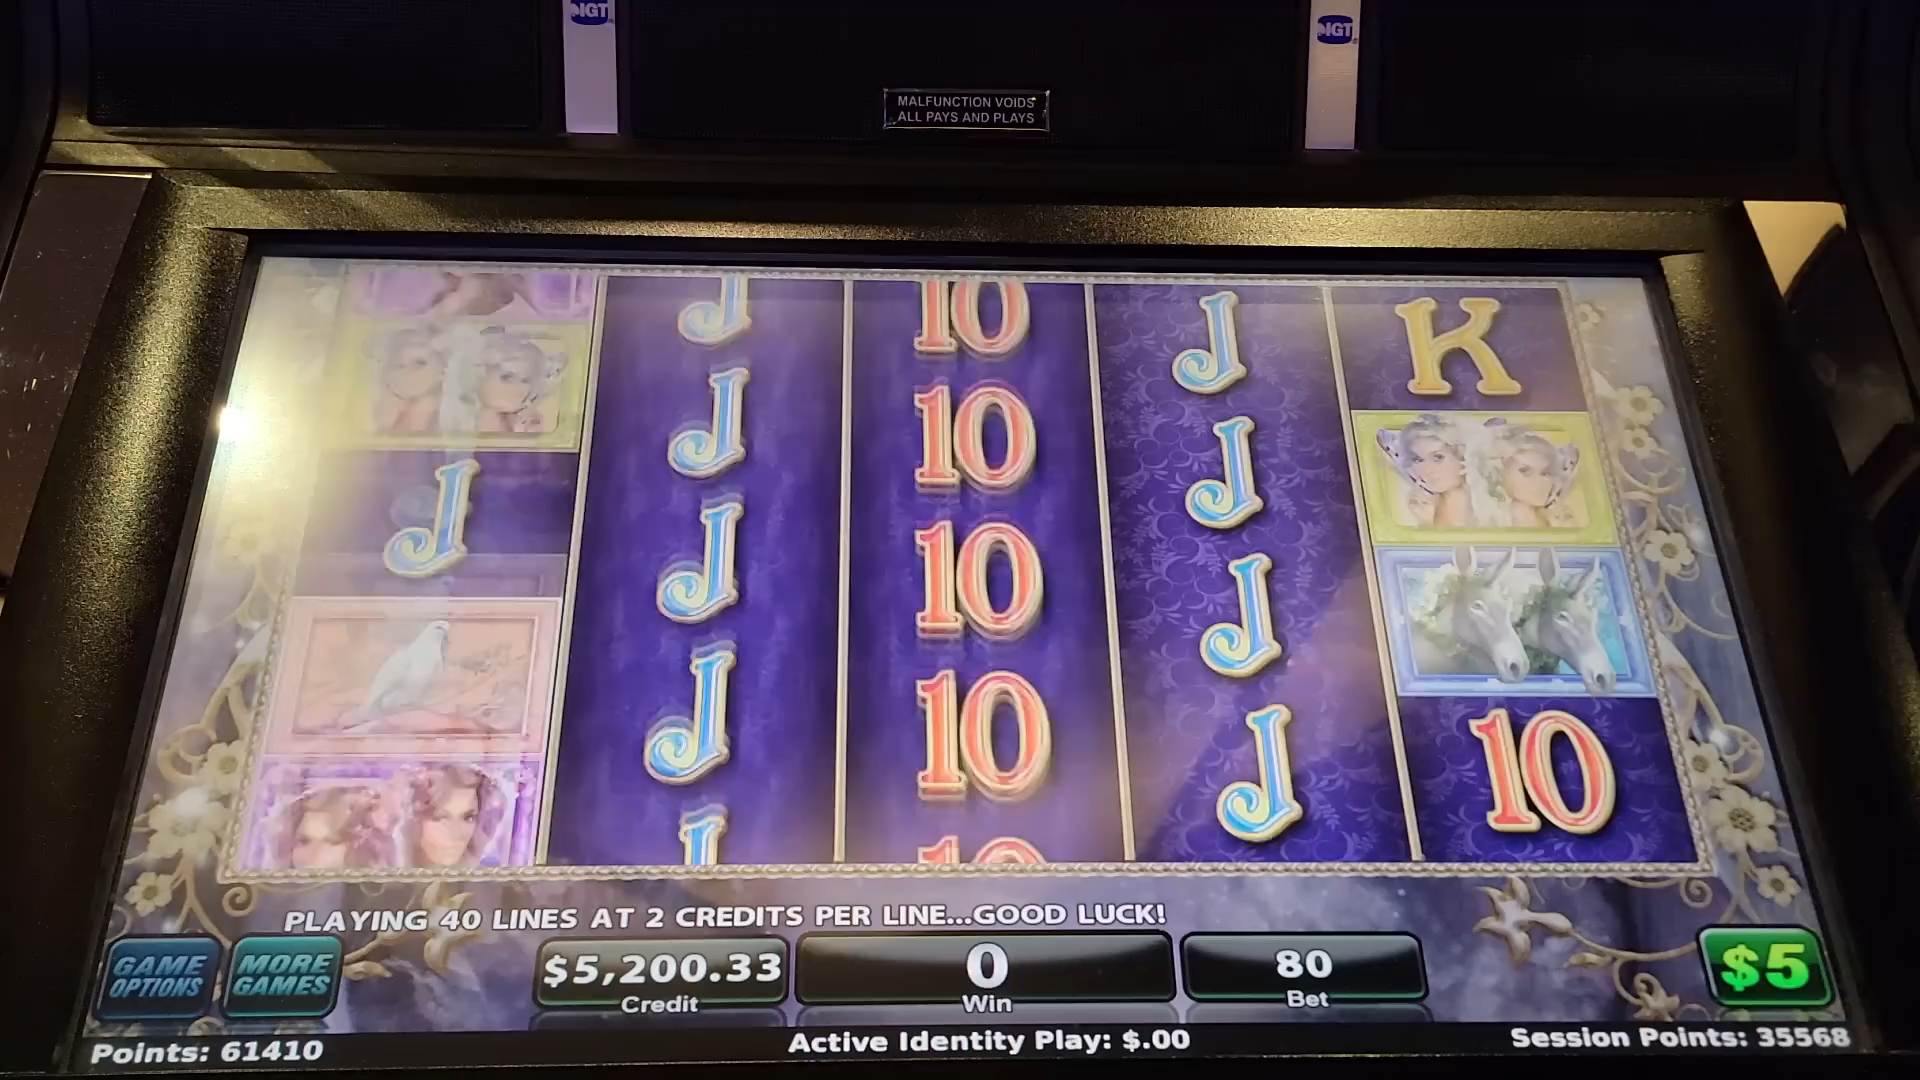 IGT
IGT
MALFUNCTION VOIDS
ALL PAYS AND PLAYS
J
10
J
K
J
10
J
J
J
10
J
J
10
J
J
10
J
10
PLAYING 40 LINES AT 2 CREDITS PER LINE...GOOD LUCK!
GAME OPTIONS
MORE GAMES
$5,200.33
Credit
0
Win
80
Bet
$5
Points: 61410
Active Identity Play: $.00
Session Points: 35568